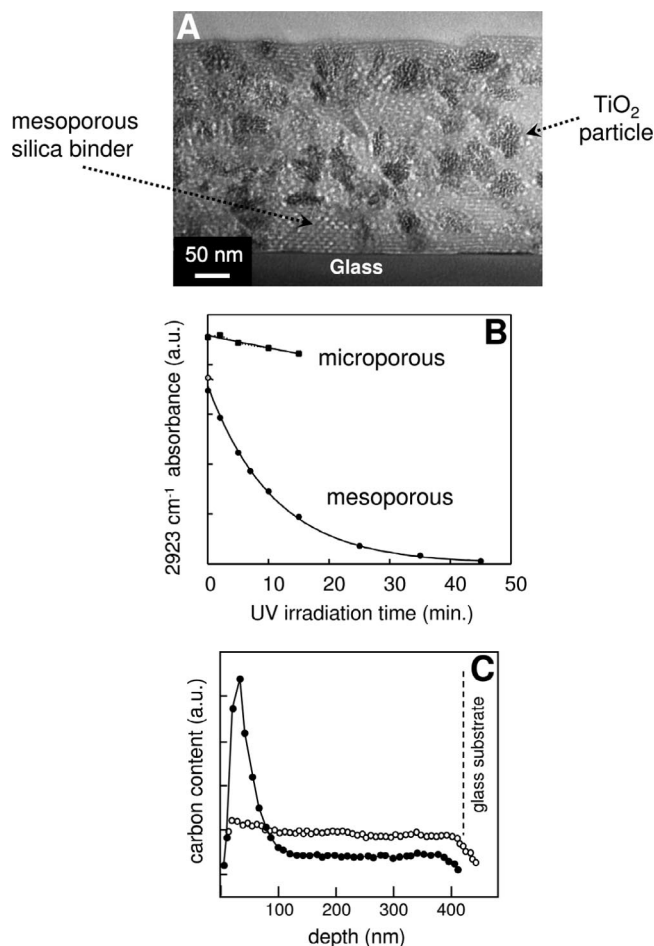 A
mesoporous
silica binder
TiO₂
particle
50 nm
Glass
B
microporous
mesoporous
2923 cm⁻¹ absorbance (a.u.)
0 10 20 30 40 50
UV irradiation time (min.)
C
carbon content (a.u.)
glass substrate
100 200 300 400
depth (nm)